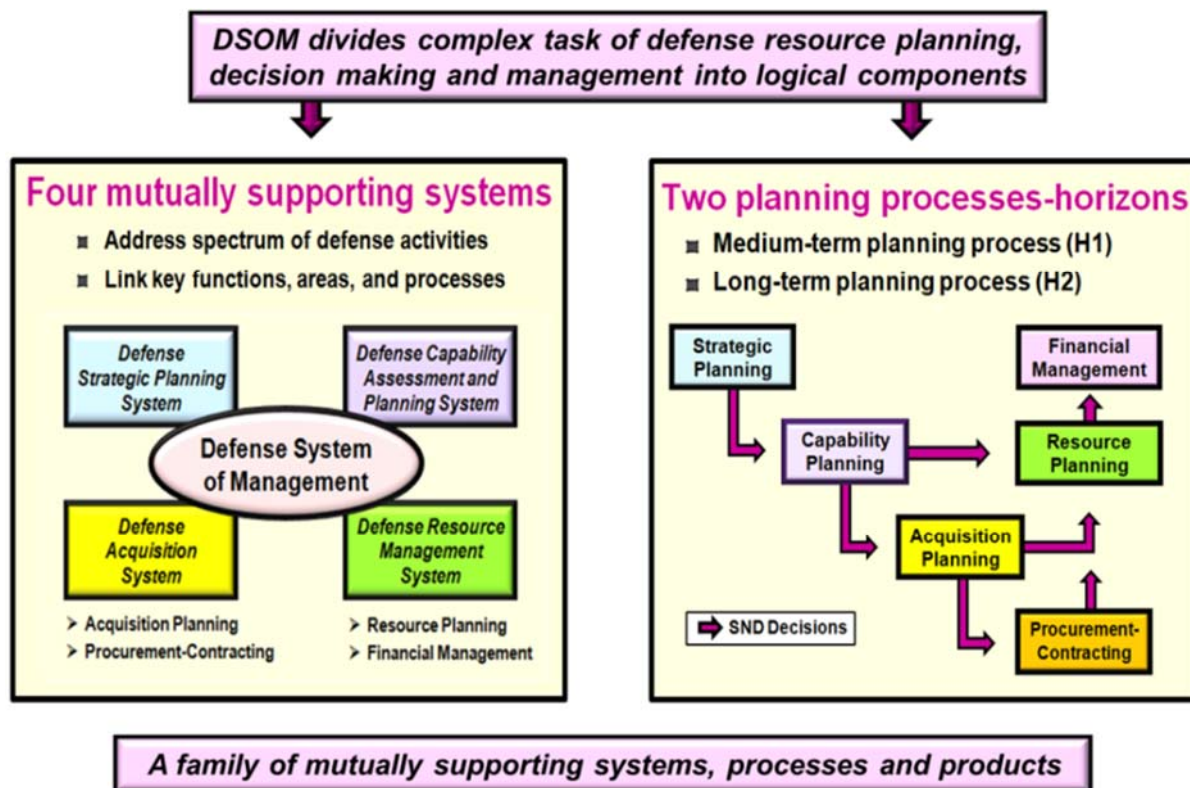 DSOM divides complex task of defense resource planning,
decision making and management into logical components
Four mutually supporting systems
Address spectrum of defense activities
Link key functions, areas, and processes
Defense
Strategic Planning
System
Defense Capability
Assessment and
Planning System
Defense System
of Management
Defense
Acquisition
System
Defense Resource
Management
System
Acquisition Planning
Procurement-Contracting
Resource Planning
Financial Management
Two planning processes-horizons
Medium-term planning process (H1)
Long-term planning process (H2)
Strategic
Planning
Financial
Management
Capability
Planning
Resource
Planning
Acquisition
Planning
SND Decisions
Procurement-
Contracting
A family of mutually supporting systems, processes and products